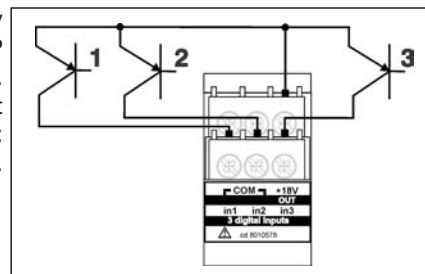 1 2 3
COM +18V
OUT
in1 in2 in3
3 digital Inputs
cd 8010578